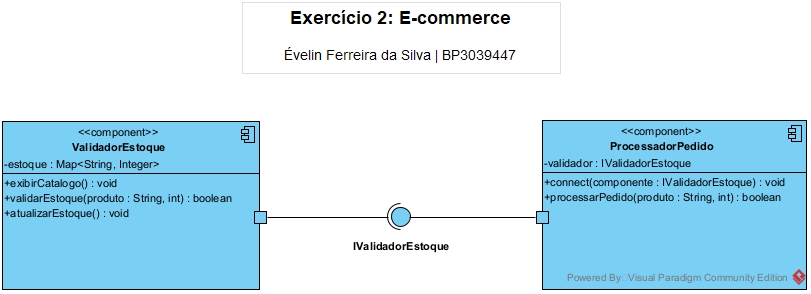 Exercício 2: E-commerce
Évelin Ferreira da Silva | BP3039447
<<component>>
ValidadorEstoque
-estoque : Map<String, Integer>
+exibirCatalogo() : void
+validarEstoque(produto : String, int) : boolean
+atualizarEstoque() : void
IValidadorEstoque
<<component>>
ProcessadorPedido
-validador : IValidadorEstoque
+connect(componente : IValidadorEstoque) : void
+processarPedido(produto : String, int) : boolean
Powered By Visual Paradigm Community Edition